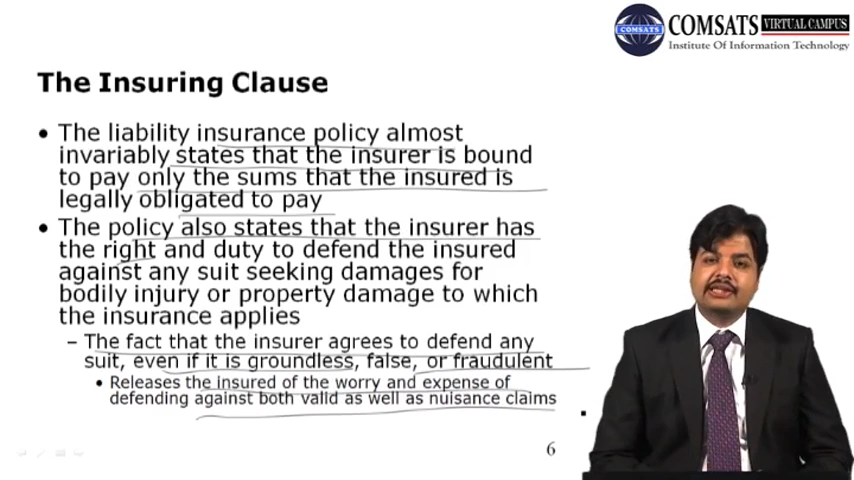 COMSATS VIRTUAL CAMPUS
COMSATS
Institute Of Information Technology
The Insuring Clause
• The liability insurance policy almost
invariably states that the insurer is bound
to pay only the sums that the insured is
legally obligated to pay
• The policy also states that the insurer has
the right and duty to defend the insured
against any suit seeking damages for
bodily injury or property damage to which
the insurance applies
– The fact that the insurer agrees to defend any
suit, even if it is groundless, false, or fraudulent
• Releases the insured of the worry and expense of
defending against both valid as well as nuisance claims
6